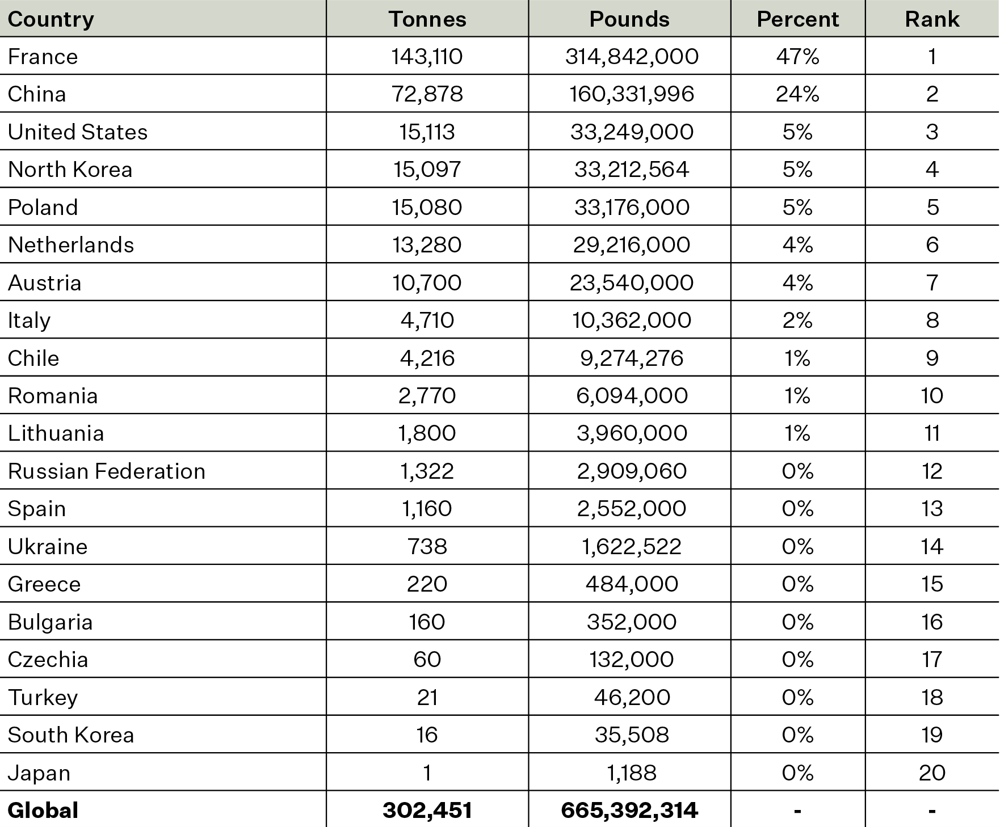 Country Tonnes Pounds Percent Rank
France 143,110 314,842,000 47% 1
China 72,878 160,331,996 24% 2
United States 15,113 33,249,000 5% 3
North Korea 15,097 33,212,564 5% 4
Poland 15,080 33,176,000 5% 5
Netherlands 13,280 29,216,000 4% 6
Austria 10,700 23,540,000 4% 7
Italy 4,710 10,362,000 2% 8
Chile 4,216 9,274,276 1% 9
Romania 2,770 6,094,000 1% 10
Lithuania 1,800 3,960,000 1% 11
Russian Federation 1,322 2,909,060 0% 12
Spain 1,160 2,552,000 0% 13
Ukraine 738 1,622,522 0% 14
Greece 220 484,000 0% 15
Bulgaria 160 352,000 0% 16
Czechia 60 132,000 0% 17
Turkey 21 46,200 0% 18
South Korea 16 35,508 0% 19
Japan 1 1,188 0% 20
Global 302,451 665,392,314 - -